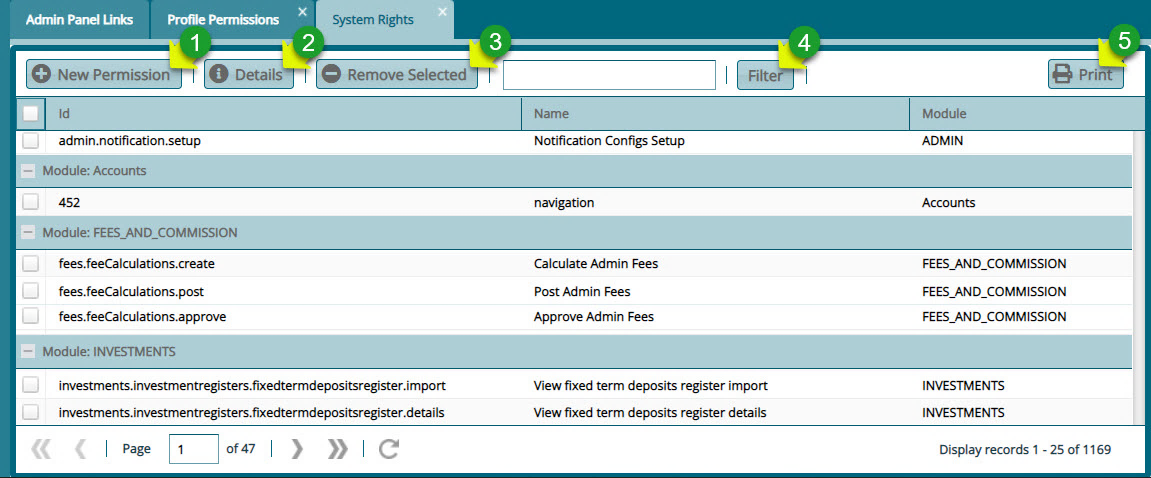 Admin Panel Links Profile Permissions × System Rights ×
1 2 3 4 5
New Permission Details Remove Selected Filter Print
Id Name Module
admin.notification.setup Notification Configs Setup ADMIN
Module: Accounts
452 navigation Accounts
Module: FEES_AND_COMMISSION
fees.feeCalculations.create Calculate Admin Fees FEES_AND_COMMISSION
fees.feeCalculations.post Post Admin Fees FEES_AND_COMMISSION
fees.feeCalculations.approve Approve Admin Fees FEES_AND_COMMISSION
Module: INVESTMENTS
investments.investmentregisters.fixedtermdepositsregister.import View fixed term deposits register import INVESTMENTS
investments.investmentregisters.fixedtermdepositsregister.details View fixed term deposits register details INVESTMENTS
Page 1 of 47 Display records 1 - 25 of 1169